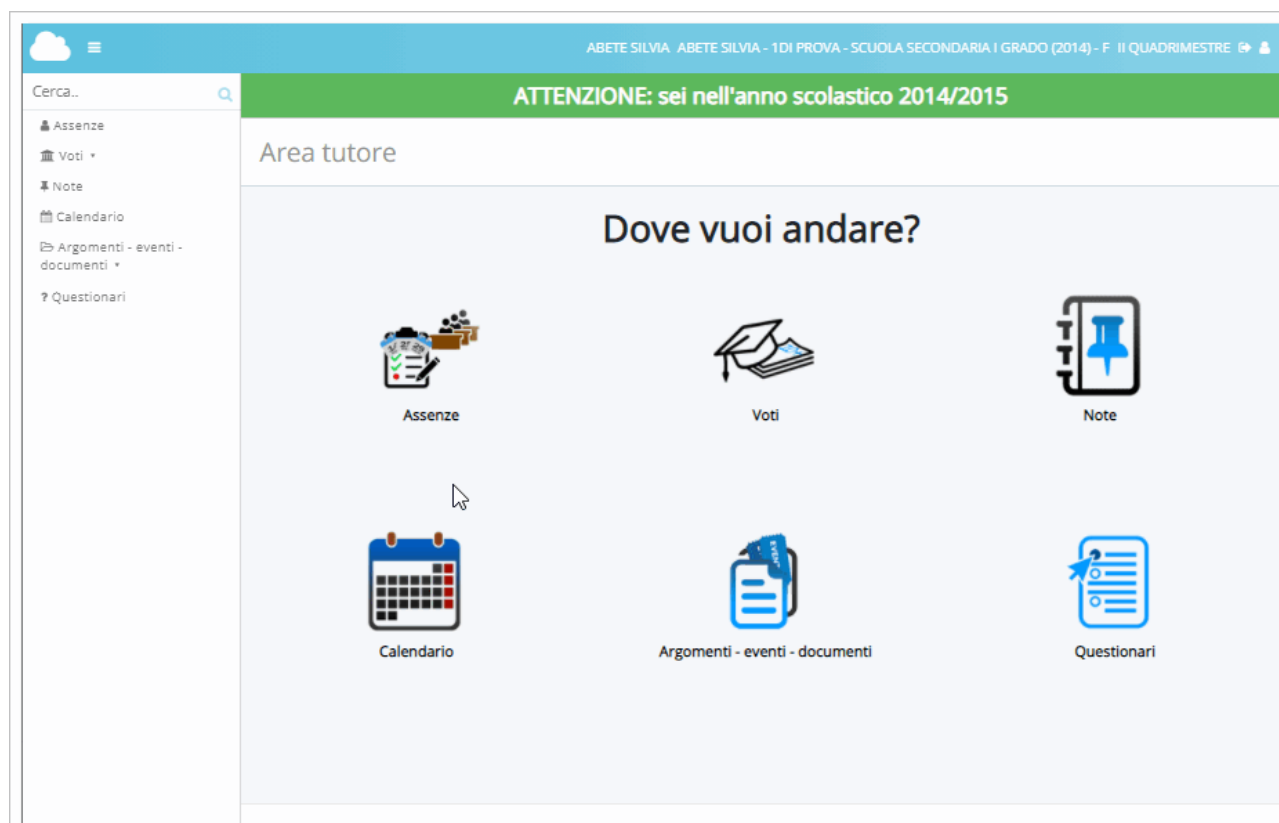 ABETE SILVIA ABETE SILVIA - 1DI PROVA - SCUOLA SECONDARIA I GRADO (2014) - F II QUADRIMESTRE
Cerca..
ATTENZIONE: sei nell'anno scolastico 2014/2015
Assenze
Voti
Note
Calendario
Argomenti - eventi -
documenti
? Questionari
Area tutore
Dove vuoi andare?
Assenze
Voti
Note
EVENT
Calendario
Argomenti - eventi - documenti
Questionari